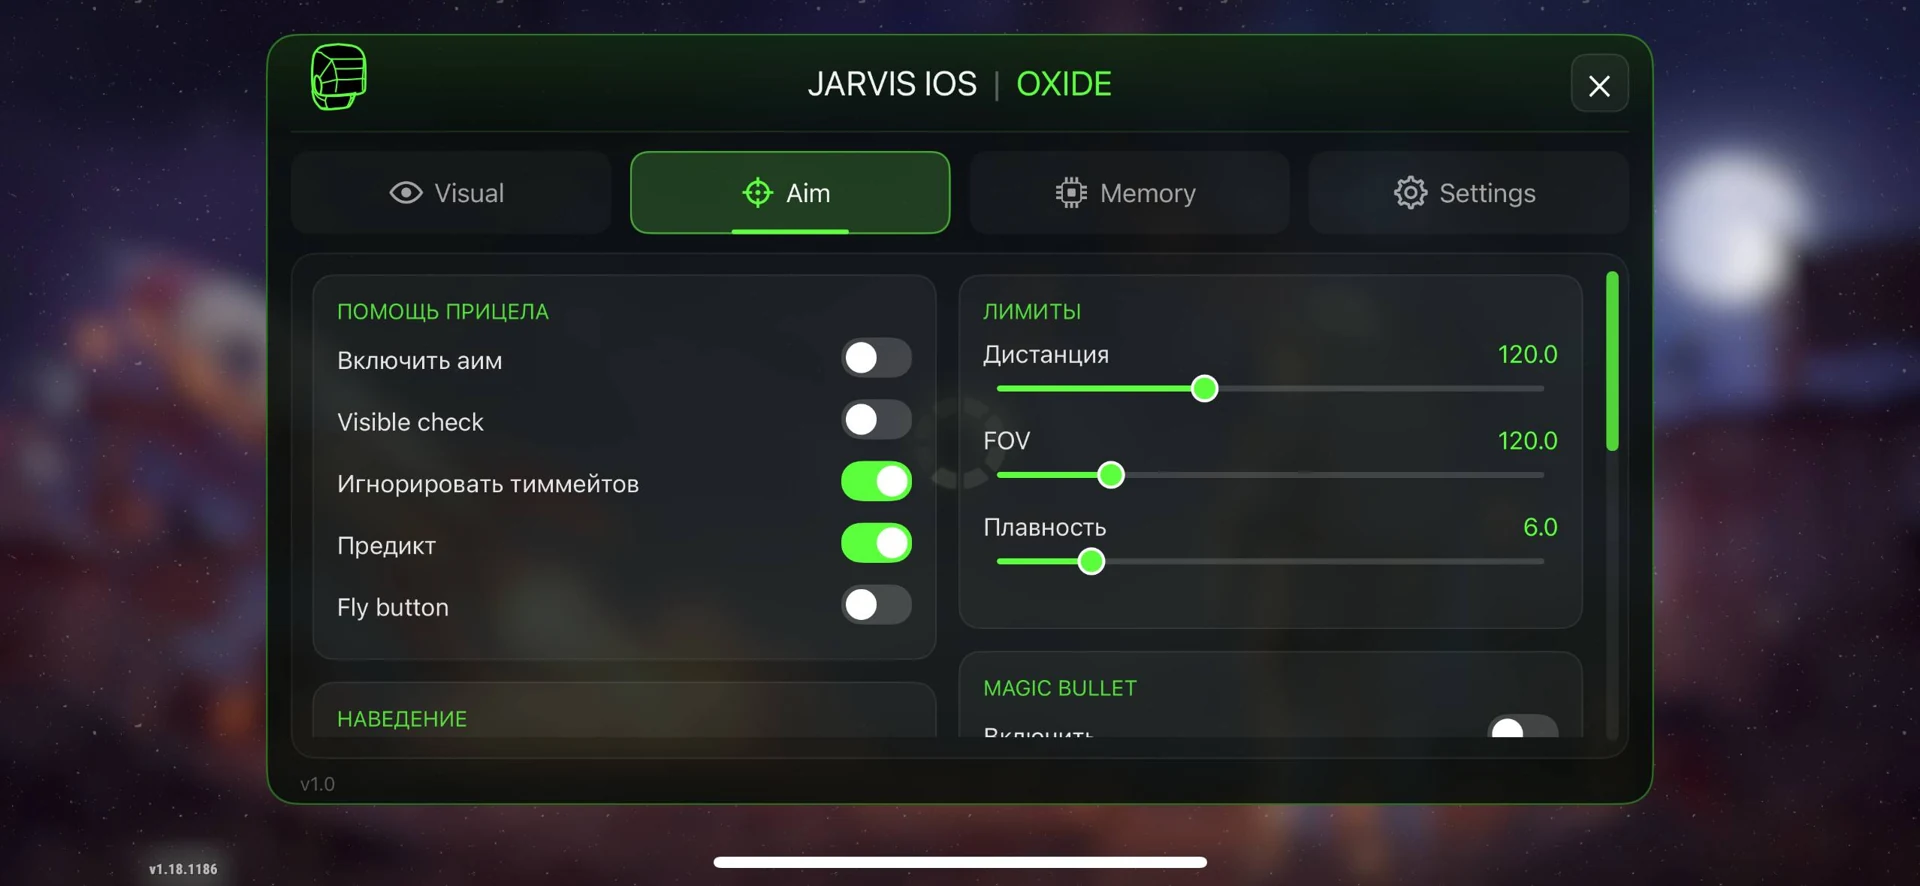 JARVIS IOS | OXIDE
Visual
Aim
Memory
Settings
ПОМОЩЬ ПРИЦЕЛА
Включить аим
Visible check
Игнорировать тиммейтов
Предикт
Fly button
НАВЕДЕНИЕ
ЛИМИТЫ
Дистанция 120.0
FOV 120.0
Плавность 6.0
MAGIC BULLET
Включить
v1.0
v1.18.1186